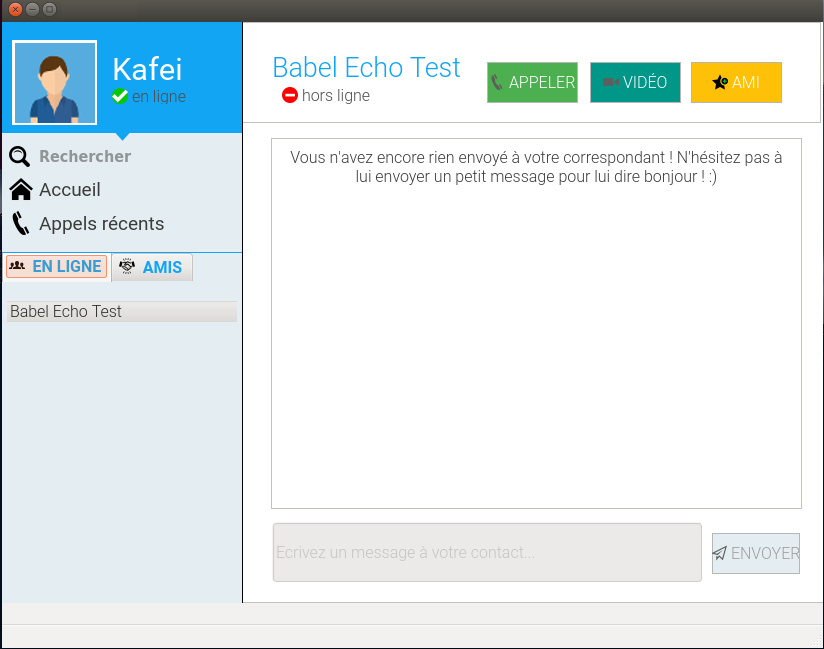 Kafei
en ligne
Rechercher
Accueil
Appels récents
EN LIGNE
AMIS
Babel Echo Test
Babel Echo Test
hors ligne
APPELER
VIDÉO
AMI
Vous n'avez encore rien envoyé à votre correspondant ! N'hésitez pas à
lui envoyer un petit message pour lui dire bonjour ! :)
Ecrivez un message à votre contact...
ENVOYER